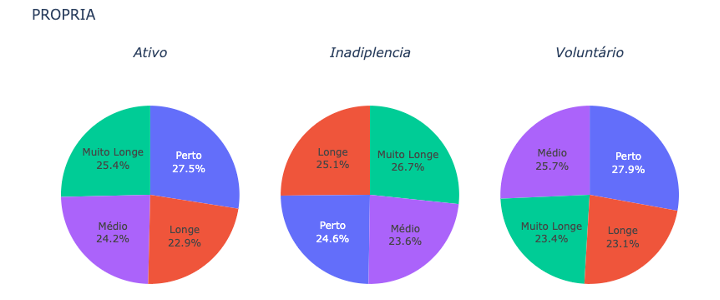 PROPRIA
Ativo
Inadiplencia
Voluntário
Muito Longe
25.4%
Perto
27.5%
Médio
24.2%
Longe
22.9%
Longe
25.1%
Muito Longe
26.7%
Perto
24.6%
Médio
23.6%
Médio
25.7%
Perto
27.9%
Muito Longe
23.4%
Longe
23.1%